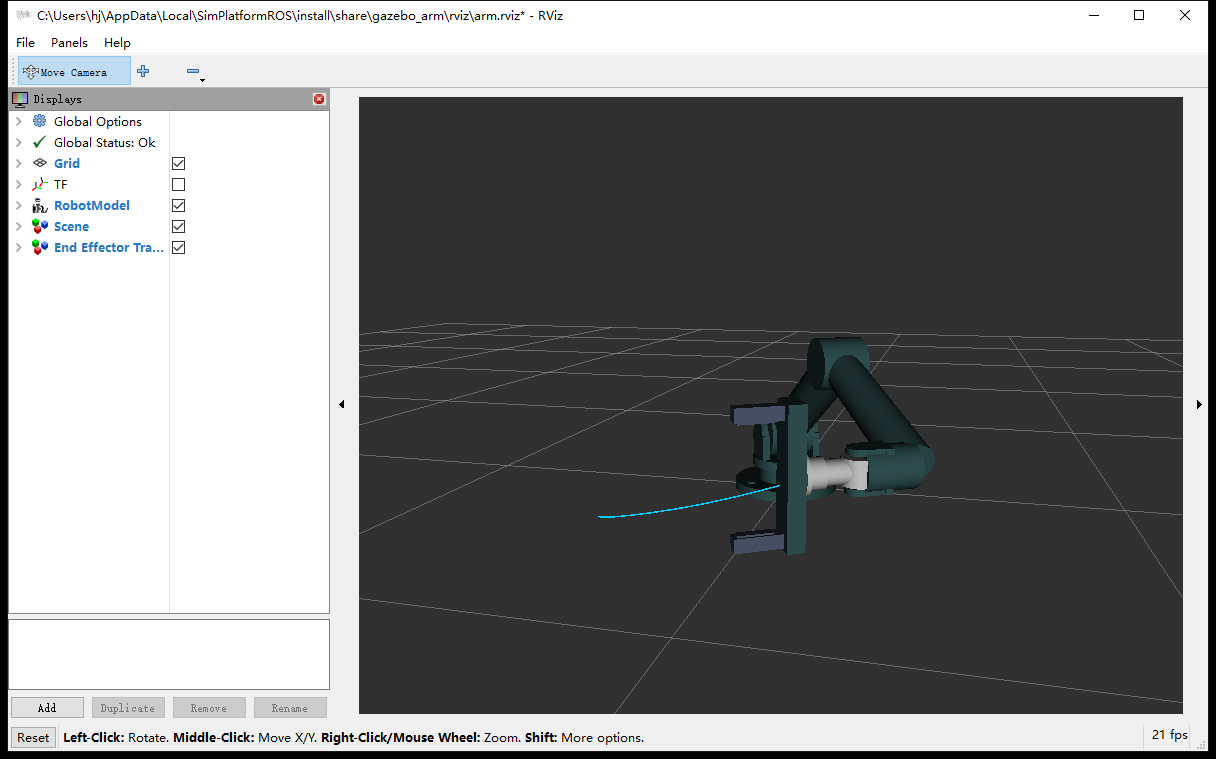 C:\Users\hj\AppData\Local\SimPlatformROS\install\share\gazebo_arm\rviz\arm.rviz* - RViz
File Panels Help
Move Camera
Displays
Global Options
Global Status: Ok
Grid
TF
RobotModel
Scene
End Effector Tra...
Add Duplicate Remove Rename
Reset Left-Click: Rotate. Middle-Click: Move X/Y. Right-Click/Mouse Wheel: Zoom. Shift: More options. 21 fps